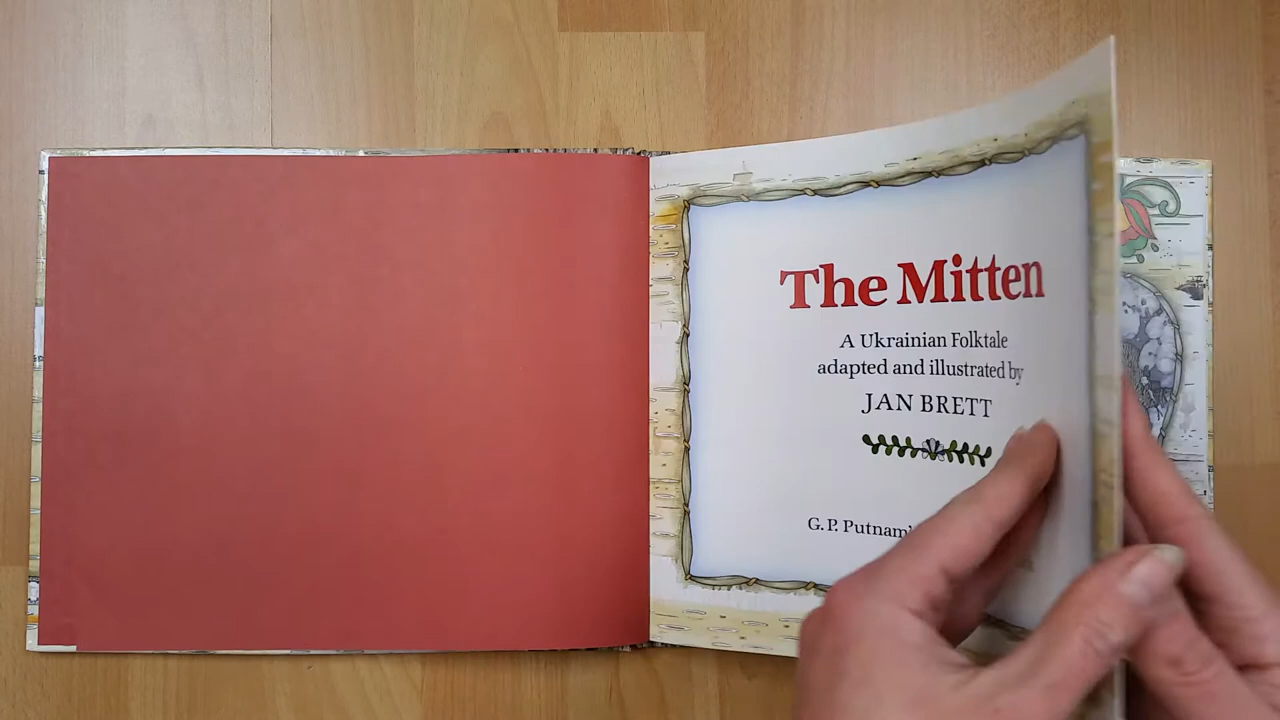 The Mitten
A Ukrainian Folktale
adapted and illustrated by
JAN BRETT
G. P. Putnam's